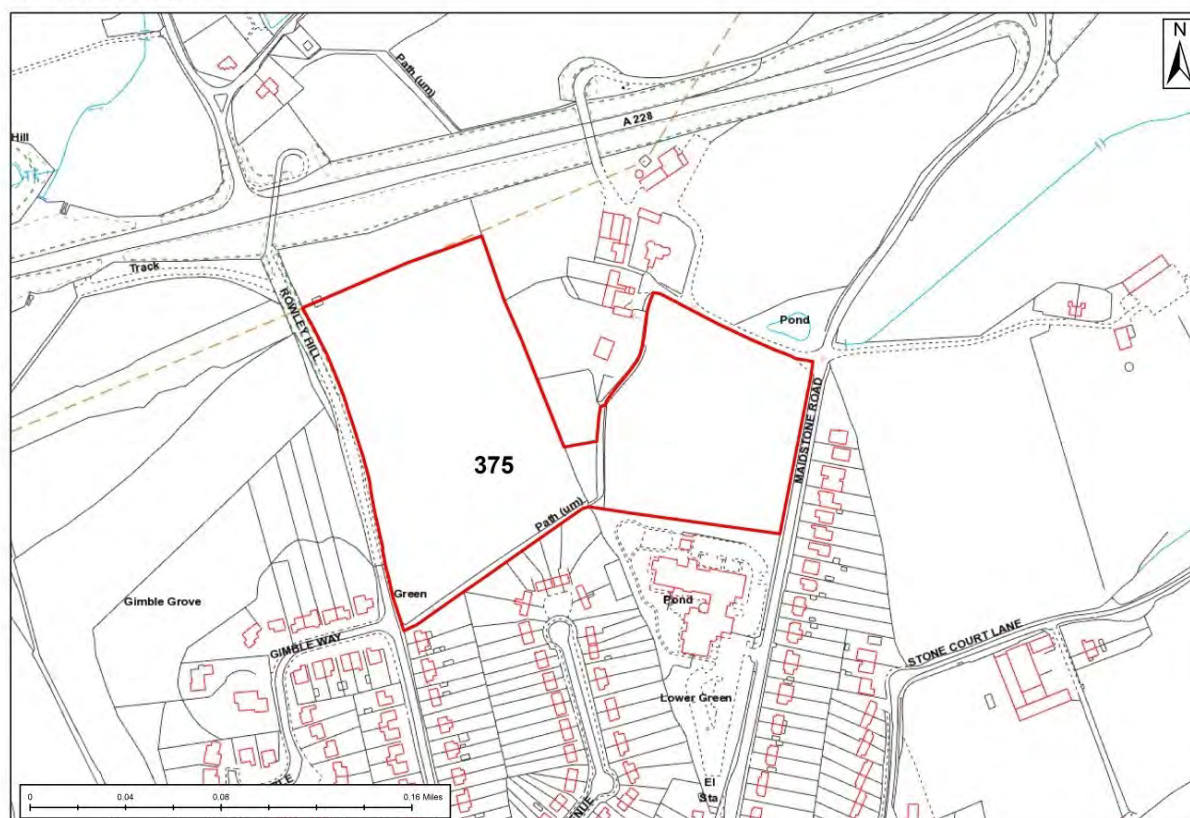 N
Path (um)
A 228
Hill
Track
ROWLEY HILL
Pond
MAIDSTONE ROAD
375
Path (um)
Green
Gimble Grove
GIMBLE WAY
Pond
STONE COURT LANE
Lower Green
El
Sta
0 0.04 0.08 0.16 Miles